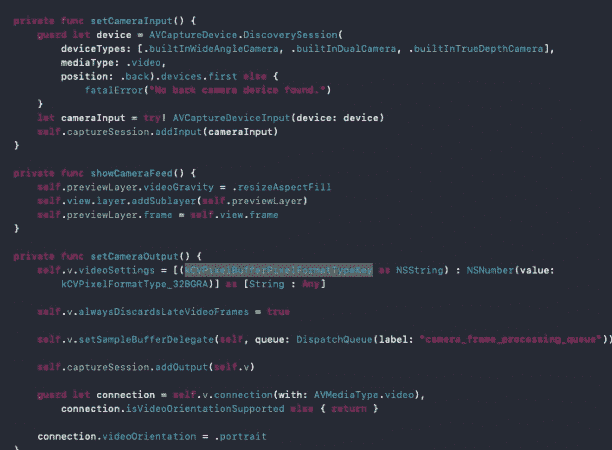 private func setCameraInput() {
    guard let device = AVCaptureDevice.DiscoverySession(
        deviceTypes: [.builtInWideAngleCamera, .builtInDualCamera, .builtInTrueDepthCamera],
        mediaType: .video,
        position: .back).devices.first else {
            fatalError("No back camera device found.")
    }
    let cameraInput = try! AVCaptureDeviceInput(device: device)
    self.captureSession.addInput(cameraInput)
}
private func showCameraFeed() {
    self.previewLayer.videoGravity = .resizeAspectFill
    self.view.layer.addSublayer(self.previewLayer)
    self.previewLayer.frame = self.view.frame
}
private func setCameraOutput() {
    self.v.videoSettings = [(kCVPixelBufferPixelFormatTypeKey as NSString) : NSNumber(value:
        kCVPixelFormatType_32BGRA)] as [String : Any]
    self.v.alwaysDiscardsLateVideoFrames = true
    self.v.setSampleBufferDelegate(self, queue: DispatchQueue(label: "camera_frame_processing_queue"))
    self.captureSession.addOutput(self.v)
    guard let connection = self.v.connection(with: AVMediaType.video),
        connection.isVideoOrientationSupported else { return }
    connection.videoOrientation = .portrait
}